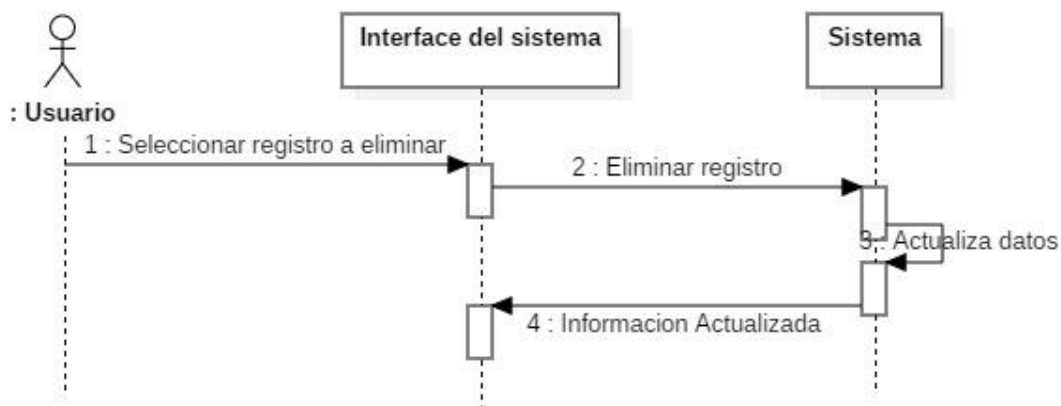 Interface del sistema
Sistema
: Usuario
1 : Seleccionar registro a eliminar
2 : Eliminar registro
3 : Actualiza datos
4 : Informacion Actualizada